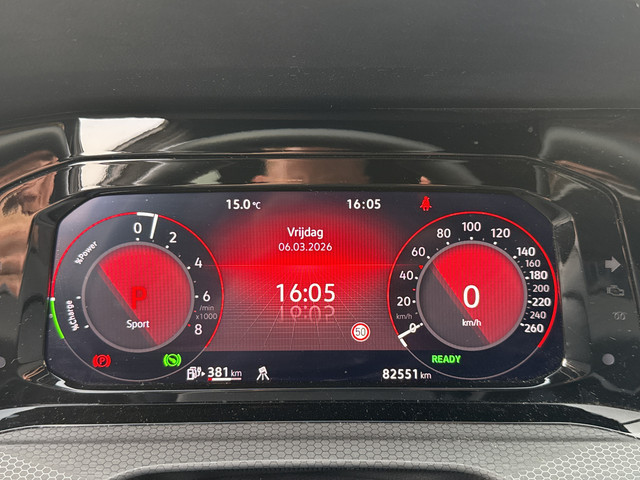 15.0 °C
16:05
Vrijdag
06.03.2026
16:05
50
%Power
%Charge
0
2
4
6
8
/min
x1000
P
Sport
(P)
0
20
40
60
80
100
120
140
160
180
200
220
240
260
0
km/h
km/h
READY
381 km
82551 km